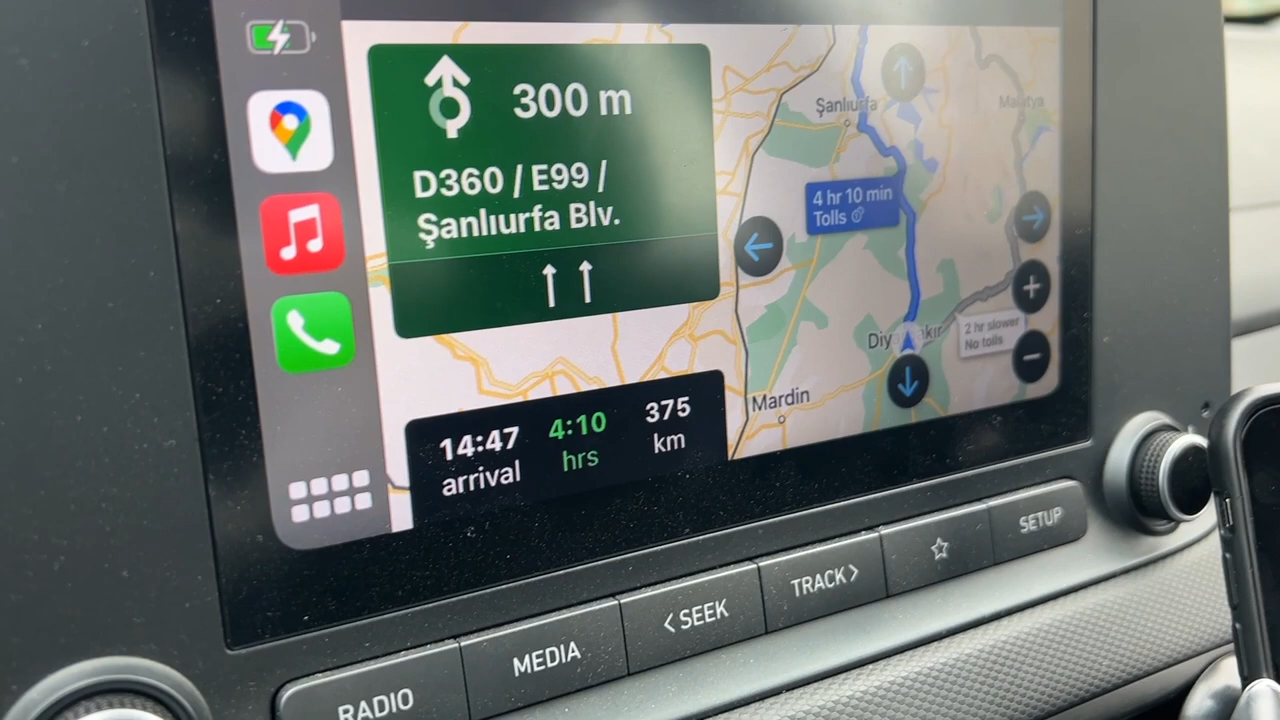 300 m
D360 / E99 /
Şanlıurfa Blv.
14:47
arrival
4:10
hrs
375
km
Şanlıurfa
Malatya
4 hr 10 min
Tolls
2 hr slower
No tolls
Mardin
RADIO
MEDIA
< SEEK
TRACK >
SETUP